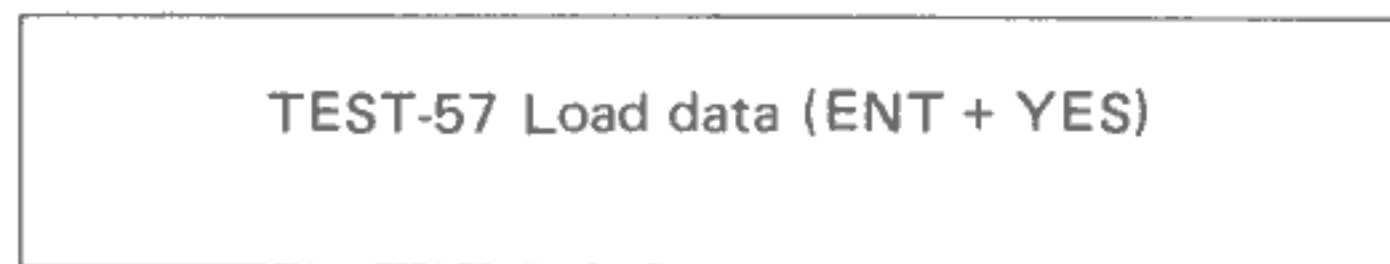 TEST-57 Load data (ENT + YES)